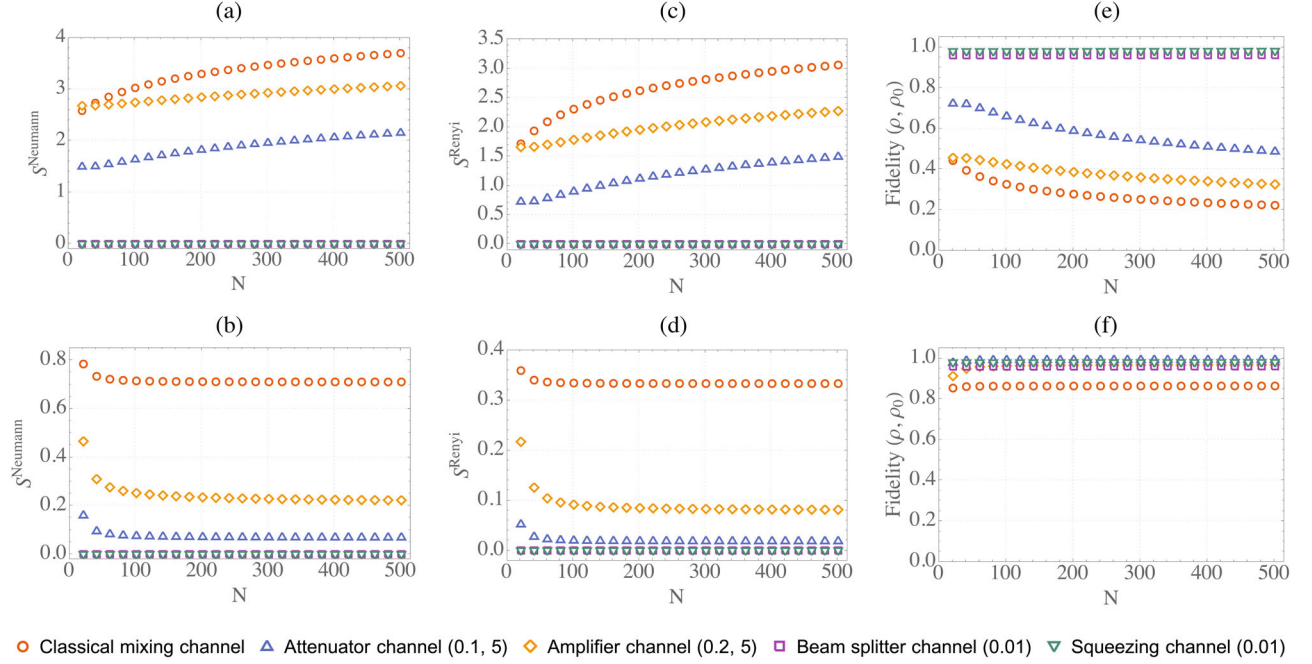 (a)
4
3
2
1
0
S^Neumann
0 100 200 300 400 500
N
(c)
3.5
3.0
2.5
2.0
1.5
1.0
0.5
0.0
S^Renyi
0 100 200 300 400 500
N
(e)
1.0
0.8
0.6
0.4
0.2
0.0
Fidelity (ρ, ρ₀)
0 100 200 300 400 500
N
(b)
0.8
0.6
0.4
0.2
0.0
S^Neumann
0 100 200 300 400 500
N
(d)
0.4
0.3
0.2
0.1
0.0
S^Renyi
0 100 200 300 400 500
N
(f)
1.0
0.8
0.6
0.4
0.2
0.0
Fidelity (ρ, ρ₀)
0 100 200 300 400 500
N
Classical mixing channel Attenuator channel (0.1, 5) Amplifier channel (0.2, 5) Beam splitter channel (0.01) Squeezing channel (0.01)